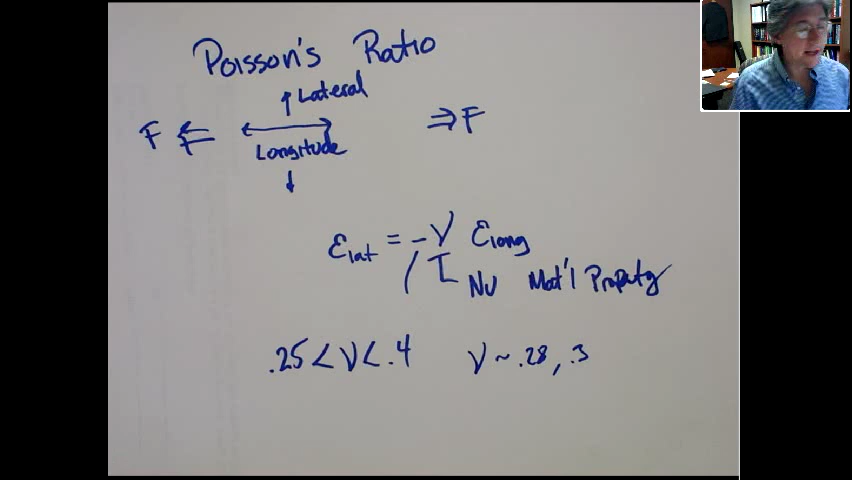 Poisson's Ratio
↑ Lateral
F ⇐ ⇒ F
Longitude
↓
ε_lat = -ν ε_long
Nu Mat'l Property
.25 < ν < .4 ν ~ .28, .3